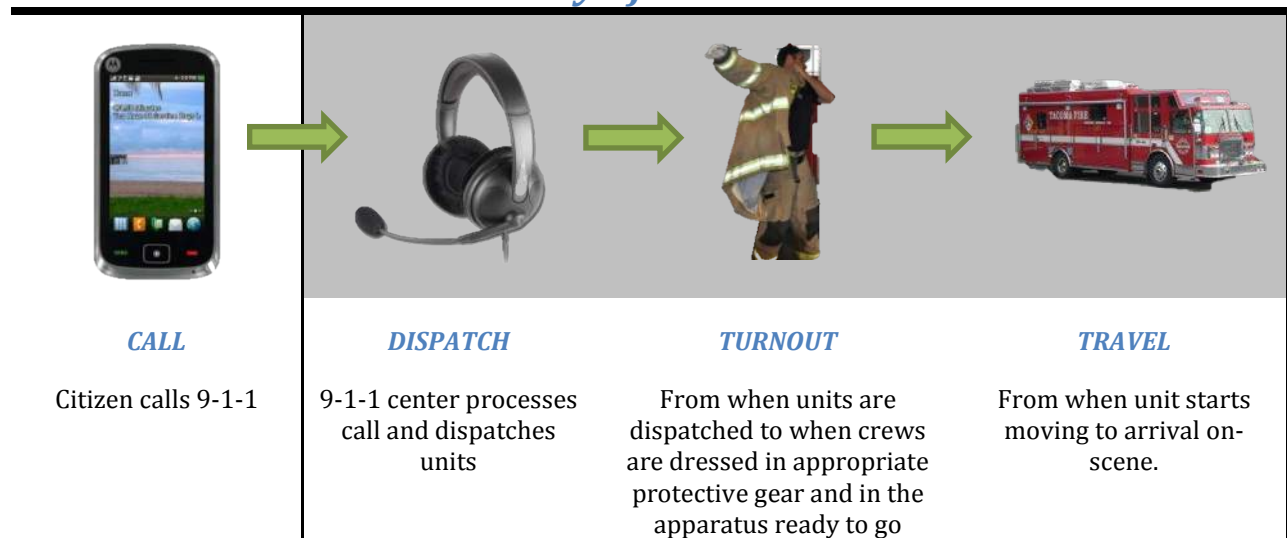 TACOMA FIRE
CALL
DISPATCH
TURNOUT
TRAVEL
Citizen calls 9-1-1
9-1-1 center processes
call and dispatches
units
From when units are
dispatched to when crews
are dressed in appropriate
protective gear and in the
apparatus ready to go
From when unit starts
moving to arrival on-
scene.